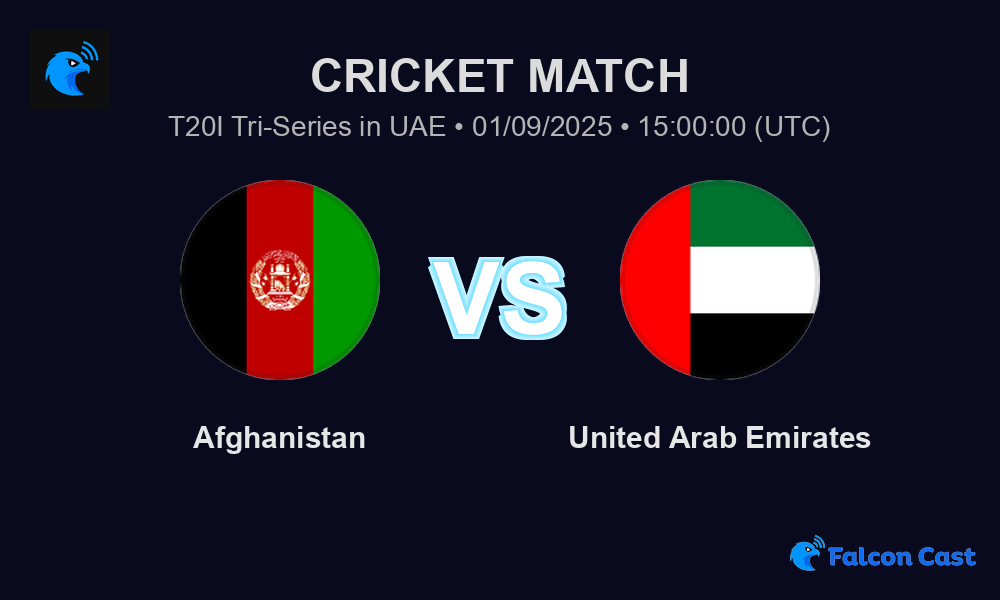 CRICKET MATCH
T20I Tri-Series in UAE • 01/09/2025 • 15:00:00 (UTC)
VS
Afghanistan
United Arab Emirates
Falcon Cast